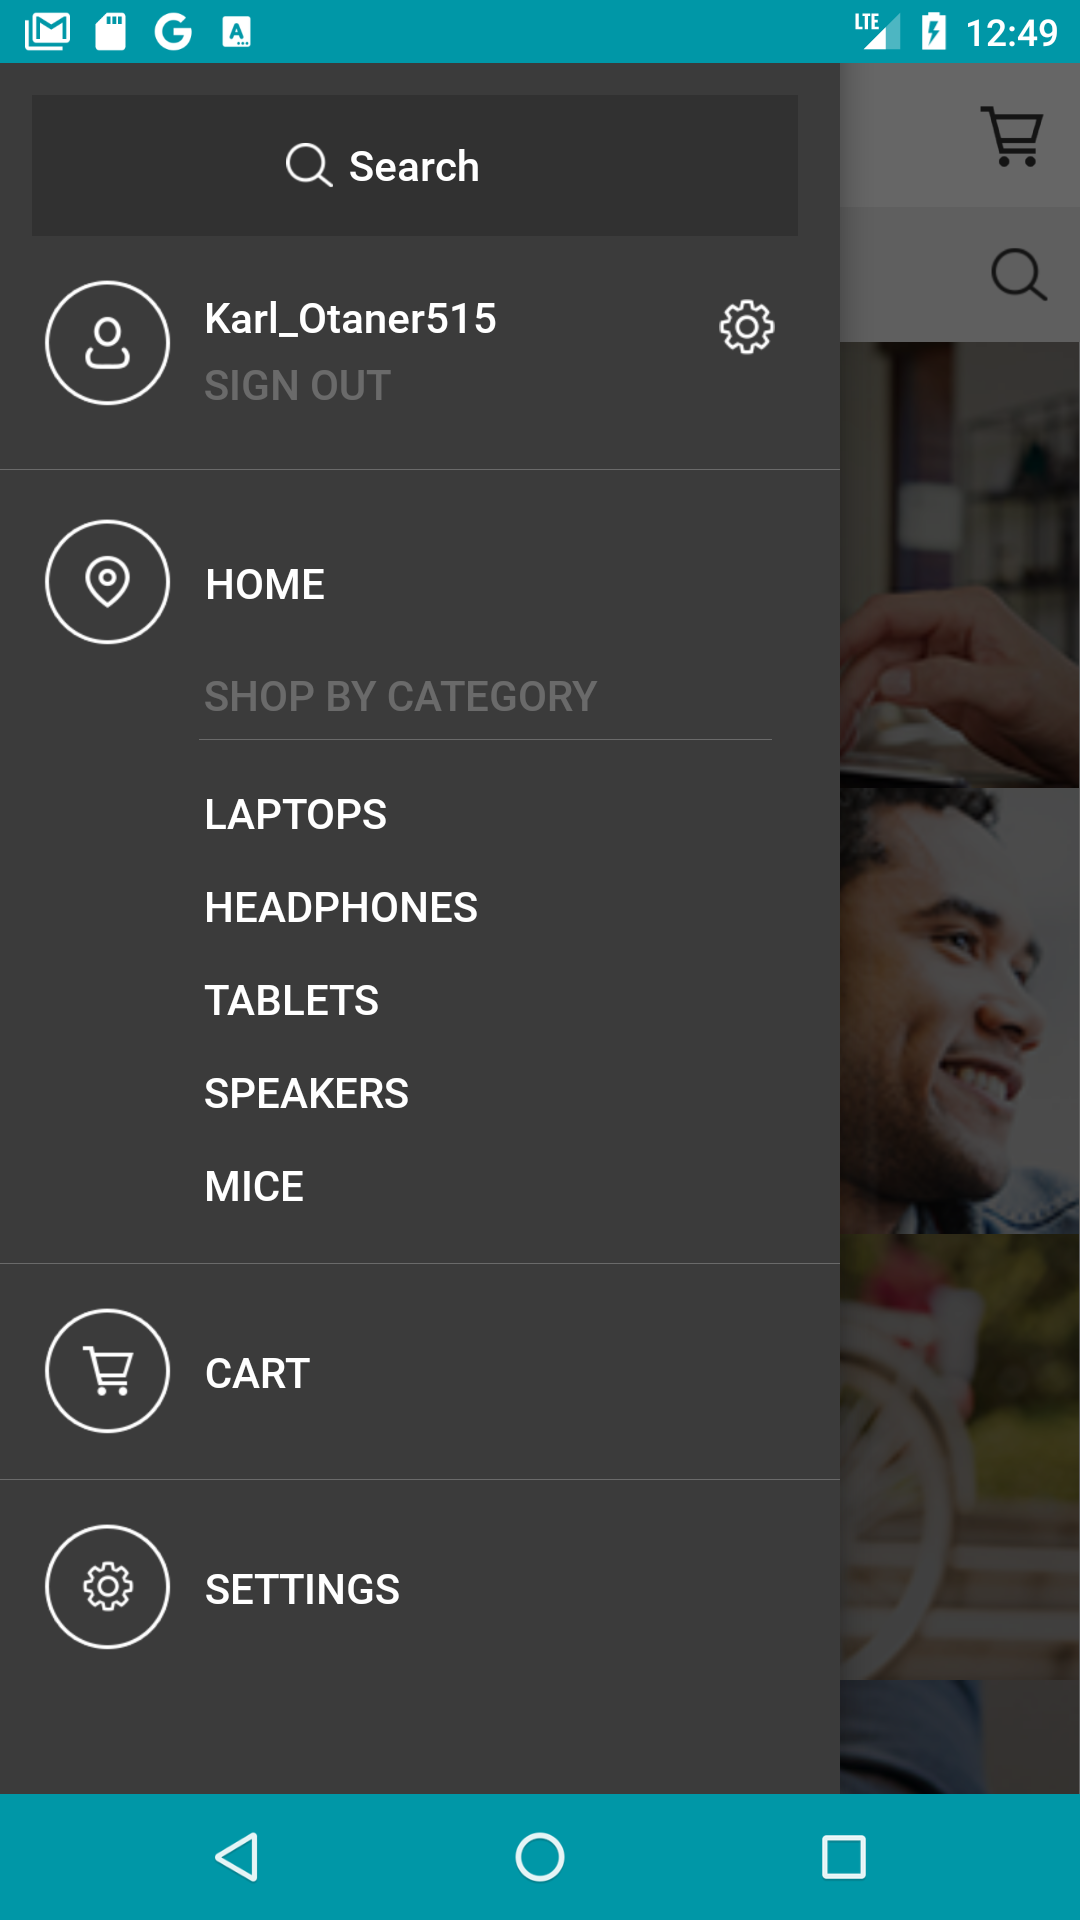 LTE 12:49
Search
Karl_Otaner515
SIGN OUT
HOME
SHOP BY CATEGORY
LAPTOPS
HEADPHONES
TABLETS
SPEAKERS
MICE
CART
SETTINGS